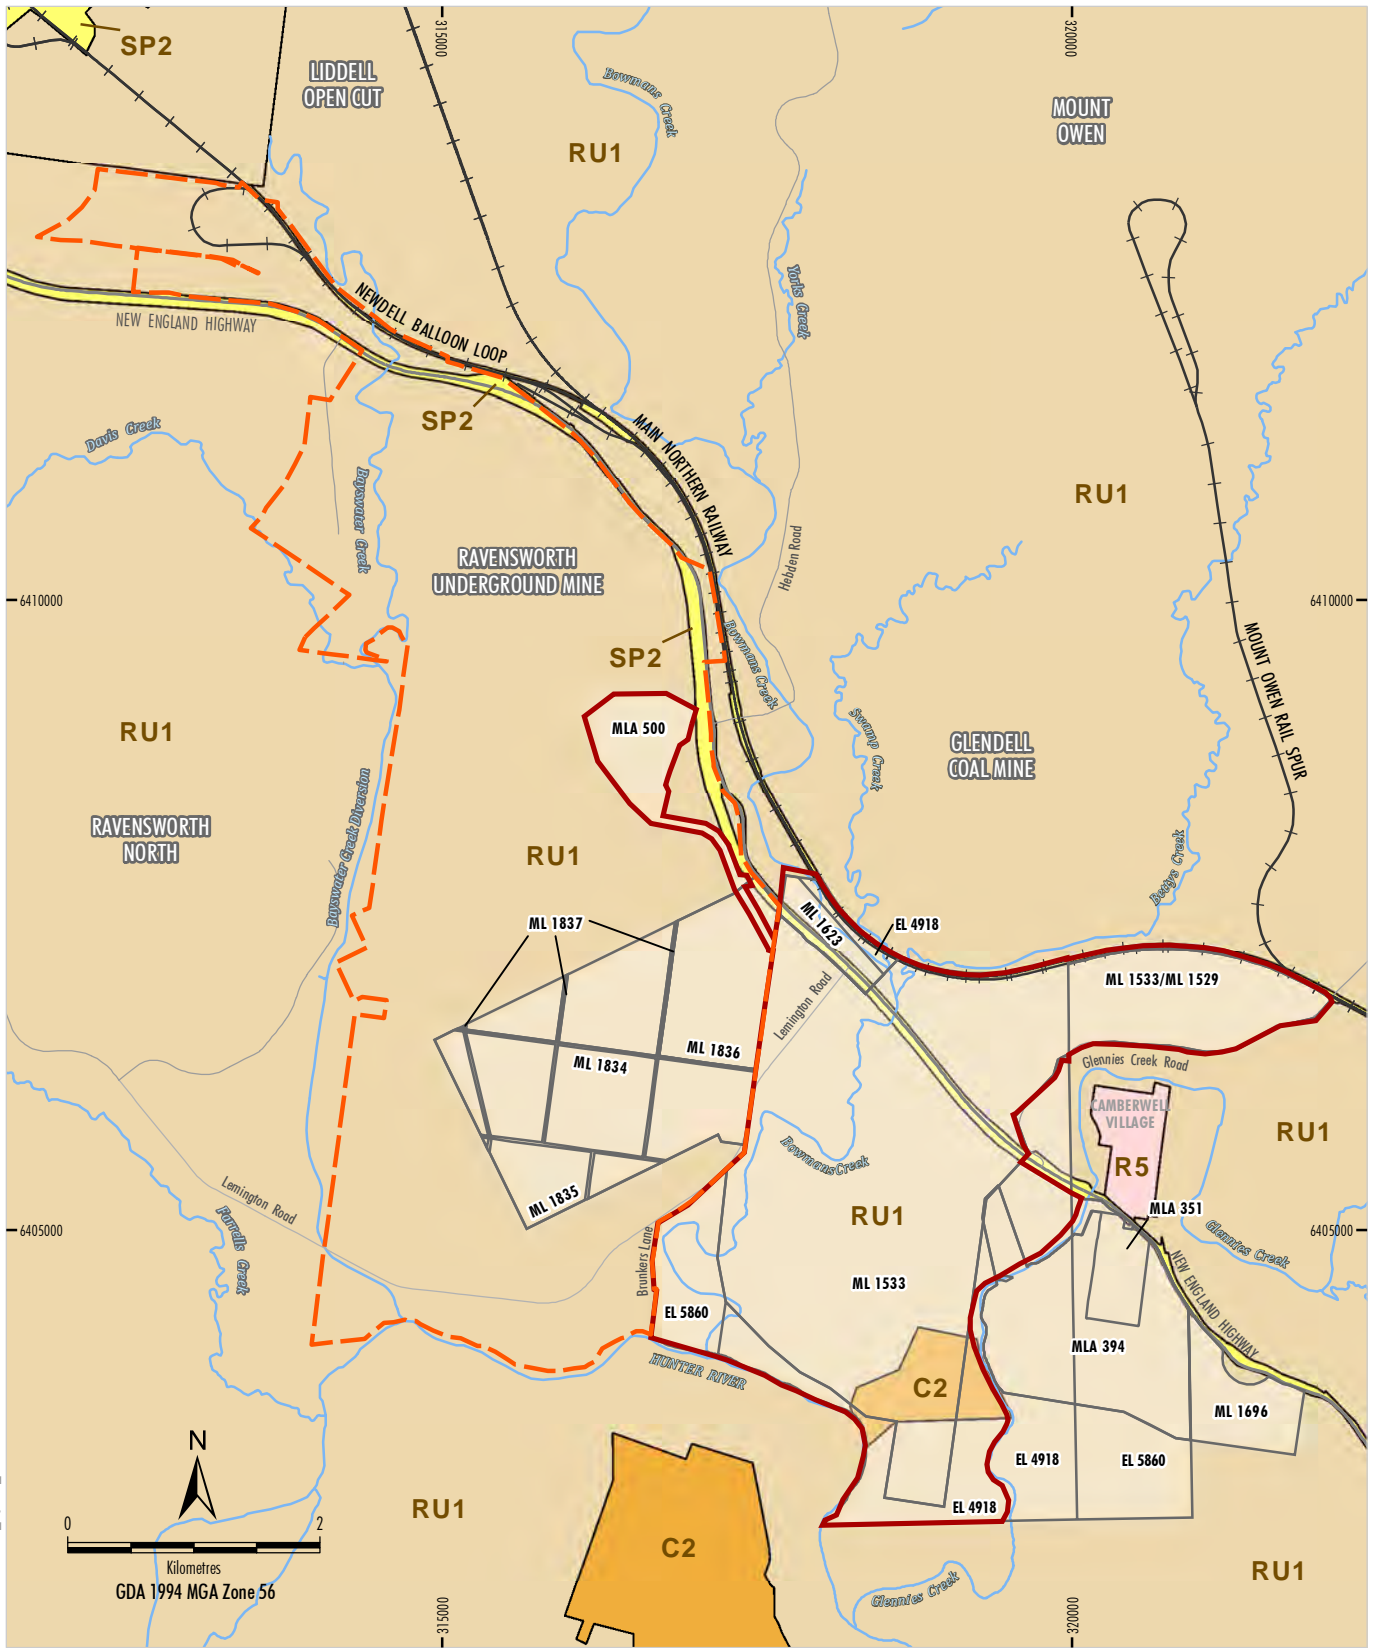 315000
320000
SP2
LIDDELL
OPEN CUT
Bowmans Creek
RU1
MOUNT
OWEN
Yorks Creek
NEWDELL BALLOON LOOP
NEW ENGLAND HIGHWAY
SP2
MAIN NORTHERN RAILWAY
Davis Creek
Bayswater Creek
RU1
RAVENSWORTH
UNDERGROUND MINE
Hebden Road
6410000
6410000
SP2
Bowmans Creek
MOUNT OWEN RAIL SPUR
RU1
MLA 500
Swamp Creek
GLENDELL
COAL MINE
RAVENSWORTH
NORTH
Bayswater Creek Diversion
RU1
Bettys Creek
ML 1837
ML 1623
EL 4918
ML 1533/ML 1529
Lemington Road
ML 1836
ML 1834
Glennies Creek Road
CAMBERWELL
VILLAGE
RU1
BowmansCreek
R5
ML 1835
Lemington Road
RU1
MLA 351
Farrells Creek
6405000
6405000
Glennies Creek
Brunkers Lane
ML 1533
NEW ENGLAND HIGHWAY
EL 5860
MLA 394
HUNTER RIVER
C2
ML 1696
N
EL 4918
EL 5860
RU1
EL 4918
0
2
C2
Kilometres
GDA 1994 MGA Zone 56
Glennies Creek
RU1
315000
320000